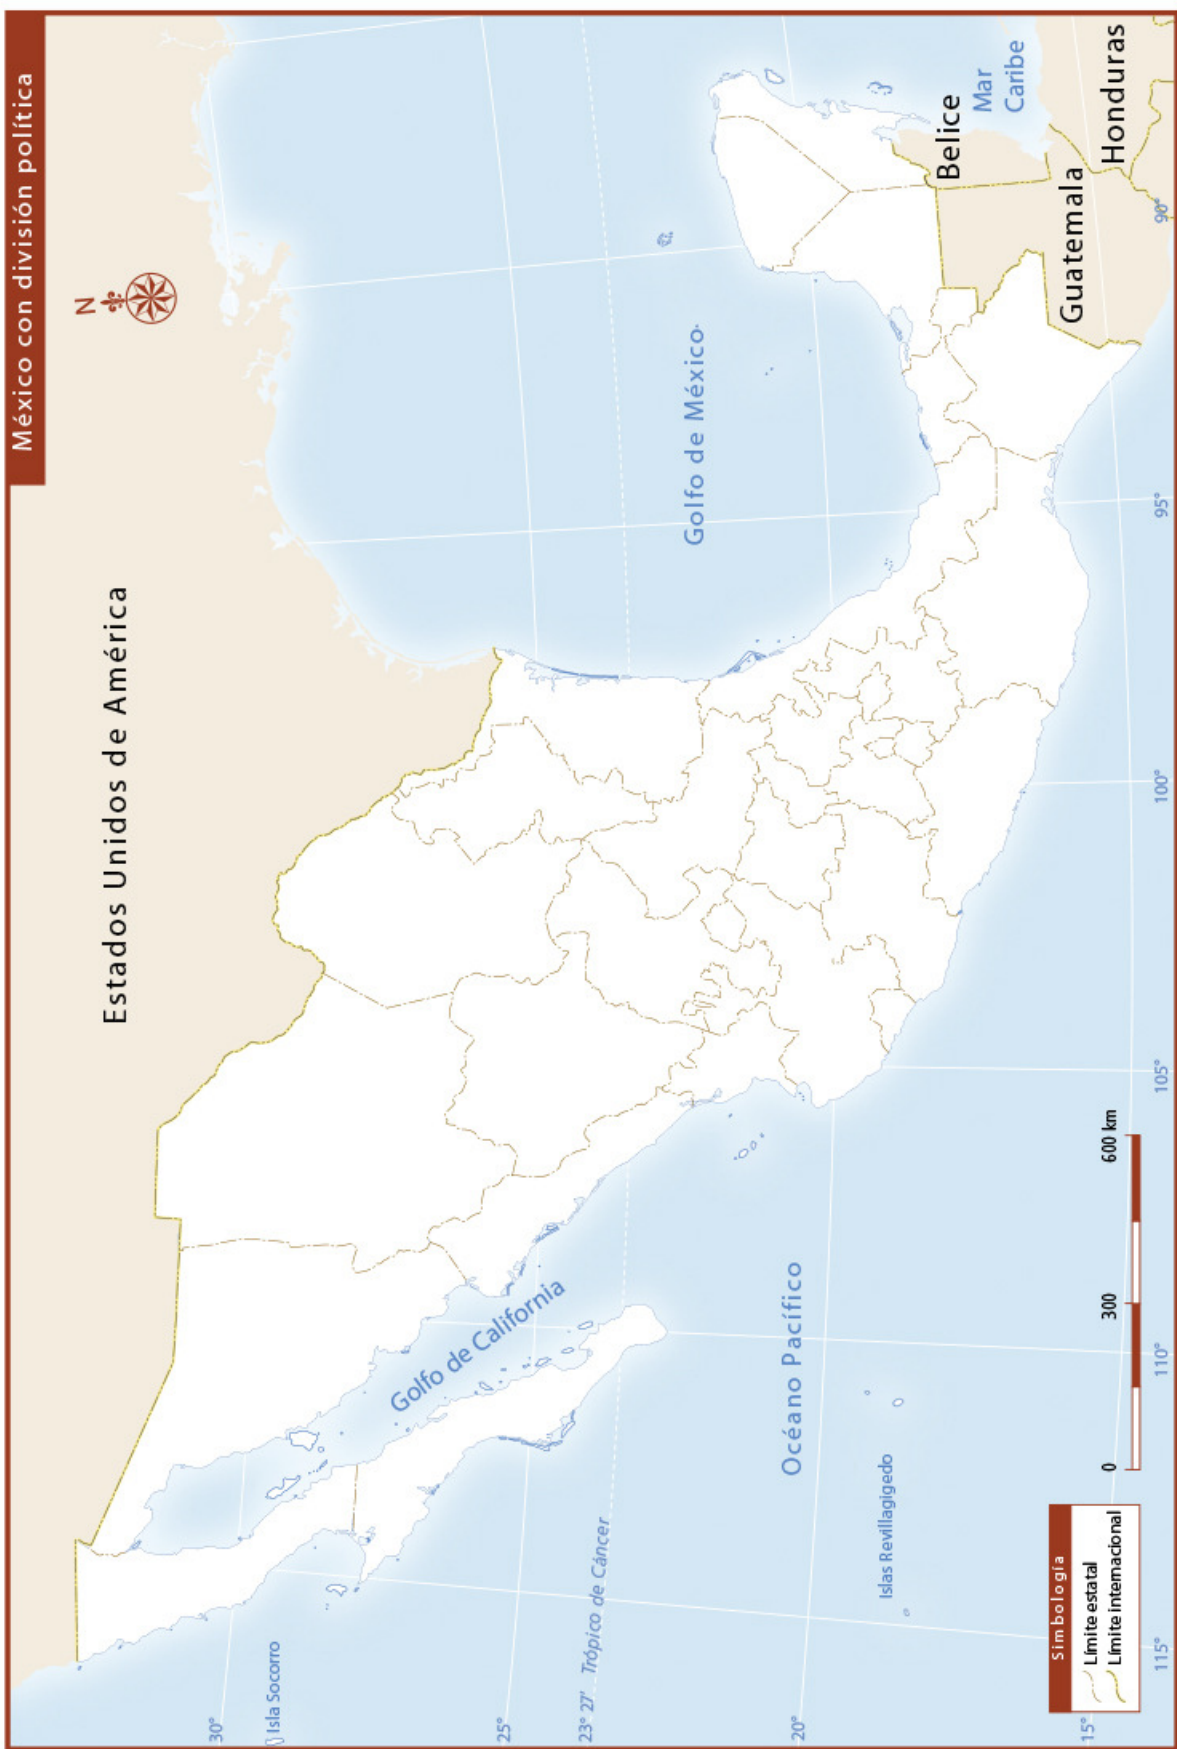 México con división política
N
Estados Unidos de América
Golfo de México
Mar
Caribe
Belice
Guatemala
Honduras
Golfo de California
Océano Pacífico
Islas Revillagigedo
Isla Socorro
Trópico de Cáncer
30°
25°
23° 27'
20°
15°
115°
110°
105°
100°
95°
90°
Simbología
Límite estatal
Límite internacional
0
300
600 km